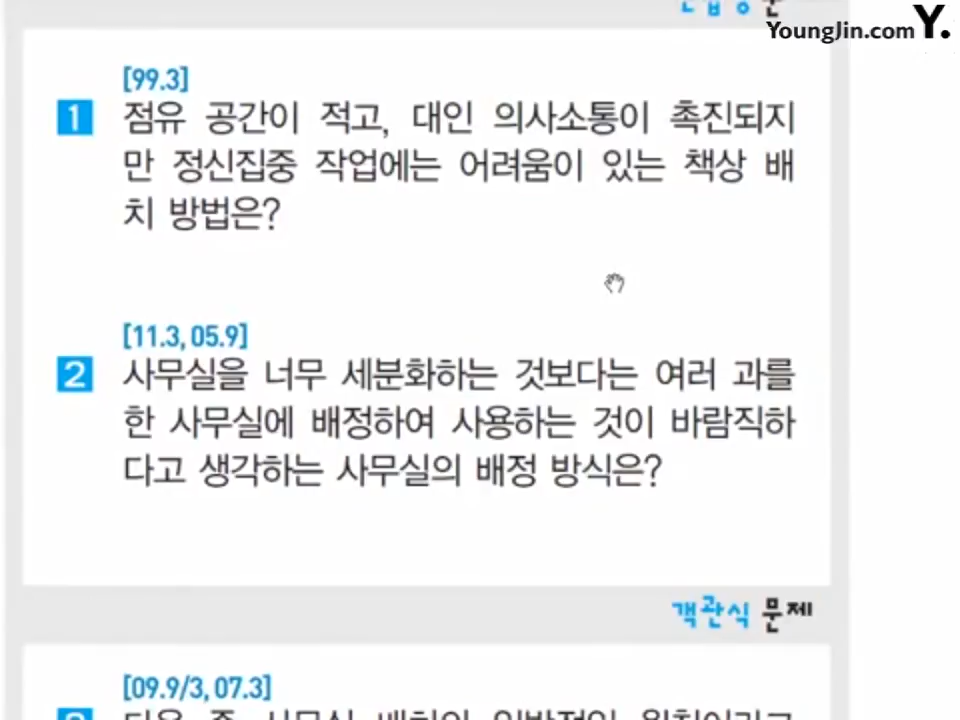 YoungJin.com Y.
[99.3]
1 점유 공간이 적고, 대인 의사소통이 촉진되지
만 정신집중 작업에는 어려움이 있는 책상 배
치 방법은?
[11.3, 05.9]
2 사무실을 너무 세분화하는 것보다는 여러 과를
한 사무실에 배정하여 사용하는 것이 바람직하
다고 생각하는 사무실의 배정 방식은?
객관식 문제
[09.9/3, 07.3]